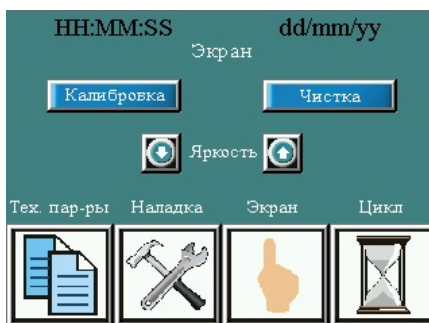 HH:MM:SS dd/mm/yy
Экран
Калибровка Чистка
Яркость
Тех. пар-ры Наладка Экран Цикл